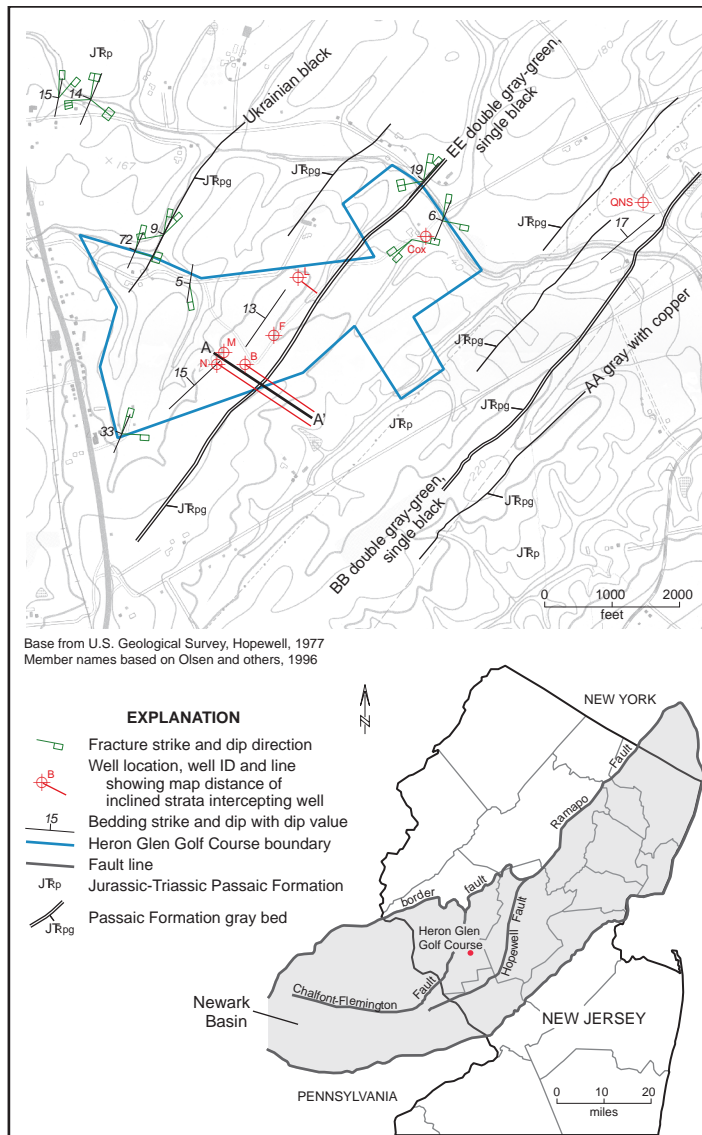 JTRp
15
14
Ukrainian black
EE double gray-green,
single black
180
167
JTRpg
JTRpg
19
QNS
9
72
6
JTRpg
17
Cox
140
5
L
13
F
A
M
N
B
15
A'
JTRpg
AA gray with copper
33
JTRp
JTRpg
220
JTRpg
JTRpg
JTRp
BB double gray-green,
single black
0 1000 2000
feet
Base from U.S. Geological Survey, Hopewell, 1977
Member names based on Olsen and others, 1996
EXPLANATION
Fracture strike and dip direction
B
Well location, well ID and line
showing map distance of
inclined strata intercepting well
15
Bedding strike and dip with dip value
Heron Glen Golf Course boundary
Fault line
JTRp Jurassic-Triassic Passaic Formation
JTRpg Passaic Formation gray bed
N
NEW YORK
Ramapo Fault
border fault
Heron Glen
Golf Course
Hopewell Fault
Chalfont-Flemington Fault
Newark
Basin
NEW JERSEY
PENNSYLVANIA
0 10 20
miles